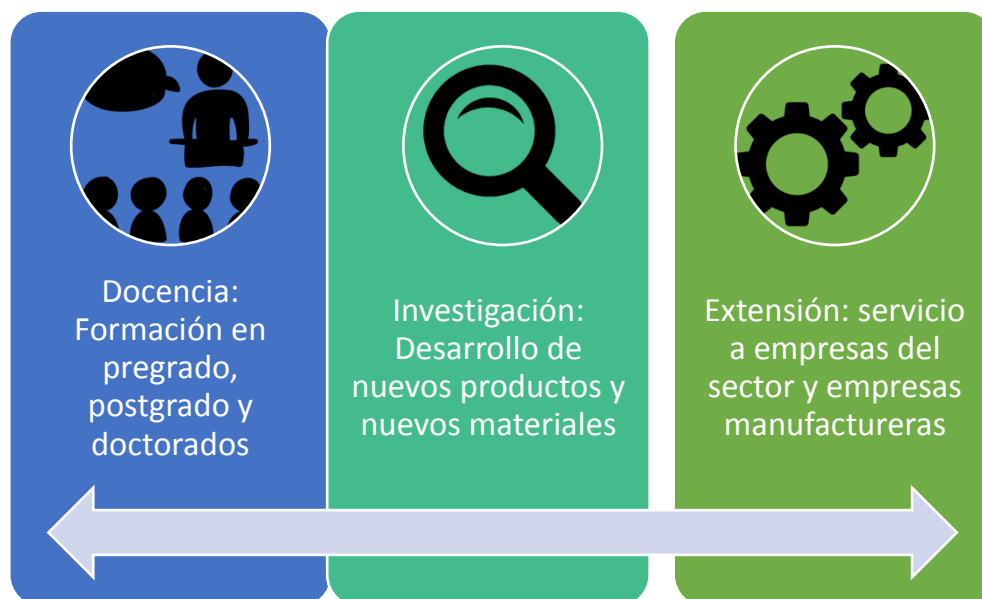 Docencia:
Formación en
pregrado,
postgrado y
doctorados
Investigación:
Desarrollo de
nuevos productos y
nuevos materiales
Extensión: servicio
a empresas del
sector y empresas
manufactureras